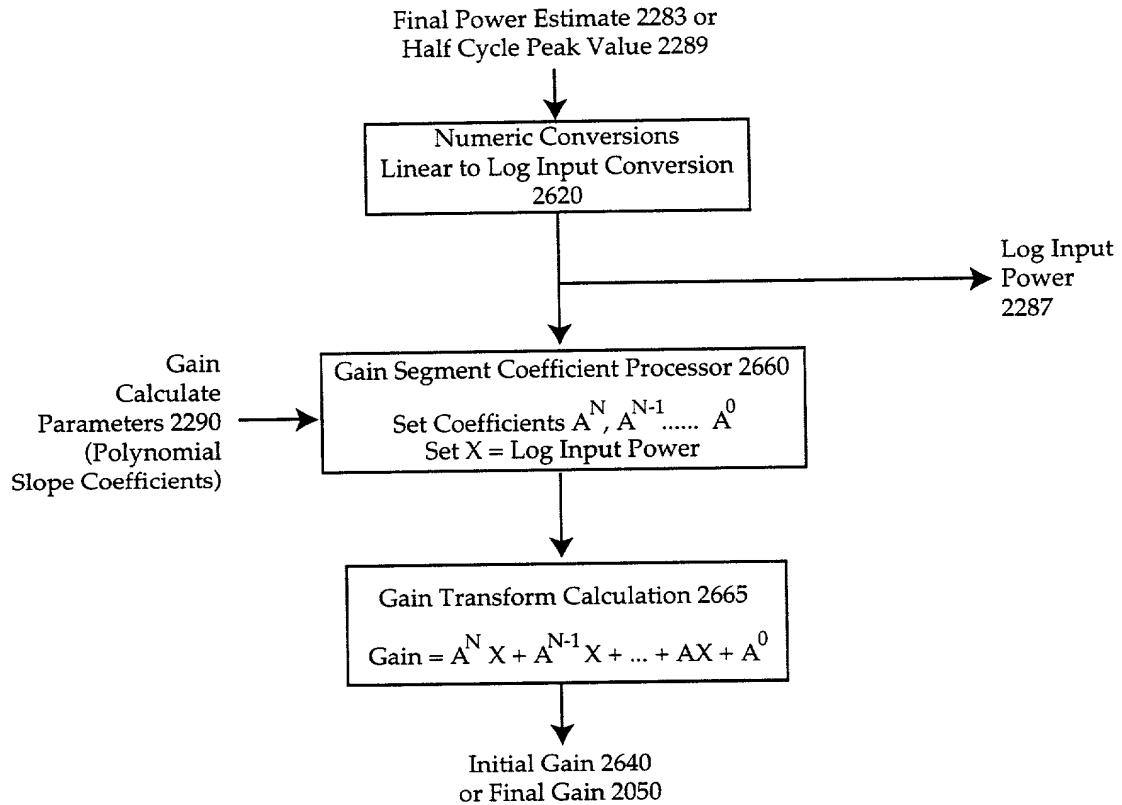 Final Power Estimate 2283 or
Half Cycle Peak Value 2289
Numeric Conversions
Linear to Log Input Conversion
2620
Log Input
Power
2287
Gain
Calculate
Parameters 2290
(Polynomial
Slope Coefficients)
Gain Segment Coefficient Processor 2660
Set Coefficients A^N, A^N-1...... A^0
Set X = Log Input Power
Gain Transform Calculation 2665
Gain = A^N X + A^N-1 X + ... + AX + A^0
Initial Gain 2640
or Final Gain 2050